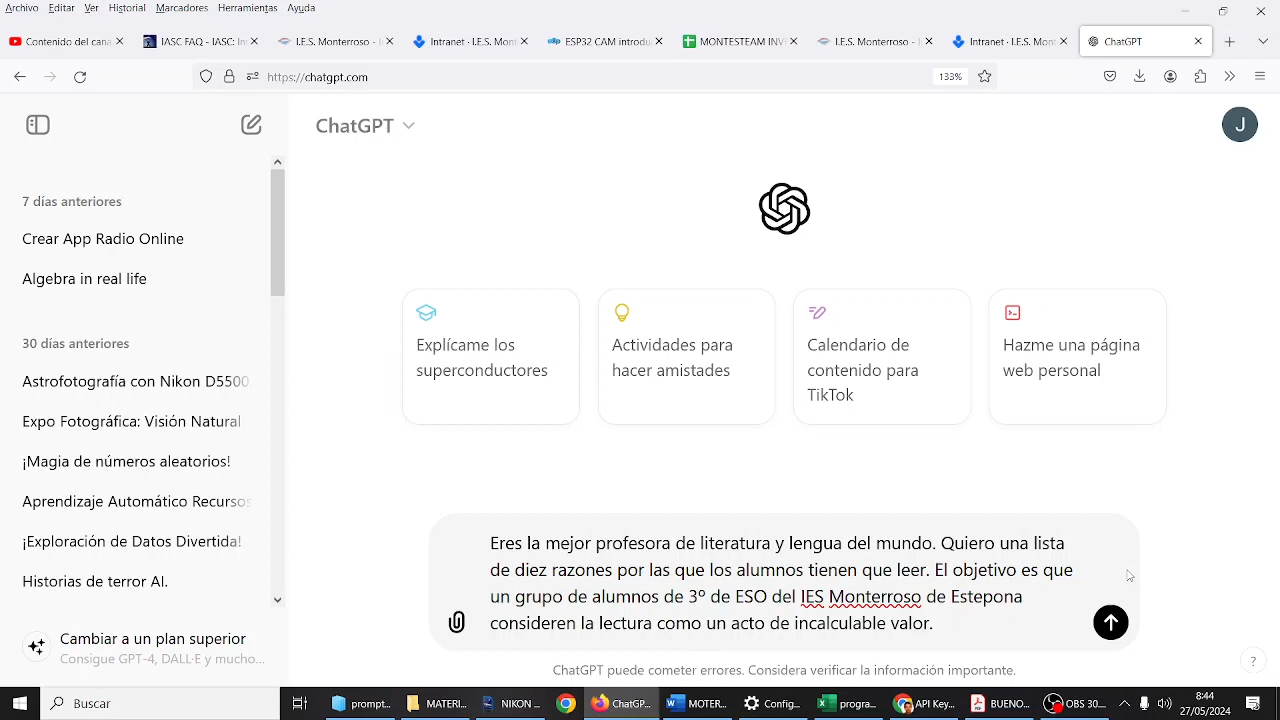 Archivo Editar Ver Historial Marcadores Herramientas Ayuda
Contenido del cana
IASC FAQ - IASC: In
I.E.S. Monterroso - I
Intranet · I.E.S. Mont
ESP32 CAM introdu
MONTESTEAM INV
I.E.S. Monterroso - I
Intranet · I.E.S. Mont
ChatGPT
https://chatgpt.com
133%
ChatGPT
J
7 días anteriores
Crear App Radio Online
Algebra in real life
30 días anteriores
Astrofotografía con Nikon D5500
Expo Fotográfica: Visión Natural
¡Magia de números aleatorios!
Aprendizaje Automático Recursos
¡Exploración de Datos Divertida!
Historias de terror AI.
Cambiar a un plan superior
Consigue GPT-4, DALL·E y mucho...
Explícame los
superconductores
Actividades para
hacer amistades
Calendario de
contenido para
TikTok
Hazme una página
web personal
Eres la mejor profesora de literatura y lengua del mundo. Quiero una lista
de diez razones por las que los alumnos tienen que leer. El objetivo es que
un grupo de alumnos de 3º de ESO del IES Monterroso de Estepona
consideren la lectura como un acto de incalculable valor.
ChatGPT puede cometer errores. Considera verificar la información importante.
?
Buscar
prompt...
MATERI...
NIKON ...
ChatGP...
MOTER...
Config...
progra...
API Key...
BUENO...
OBS 30...
8:44
27/05/2024